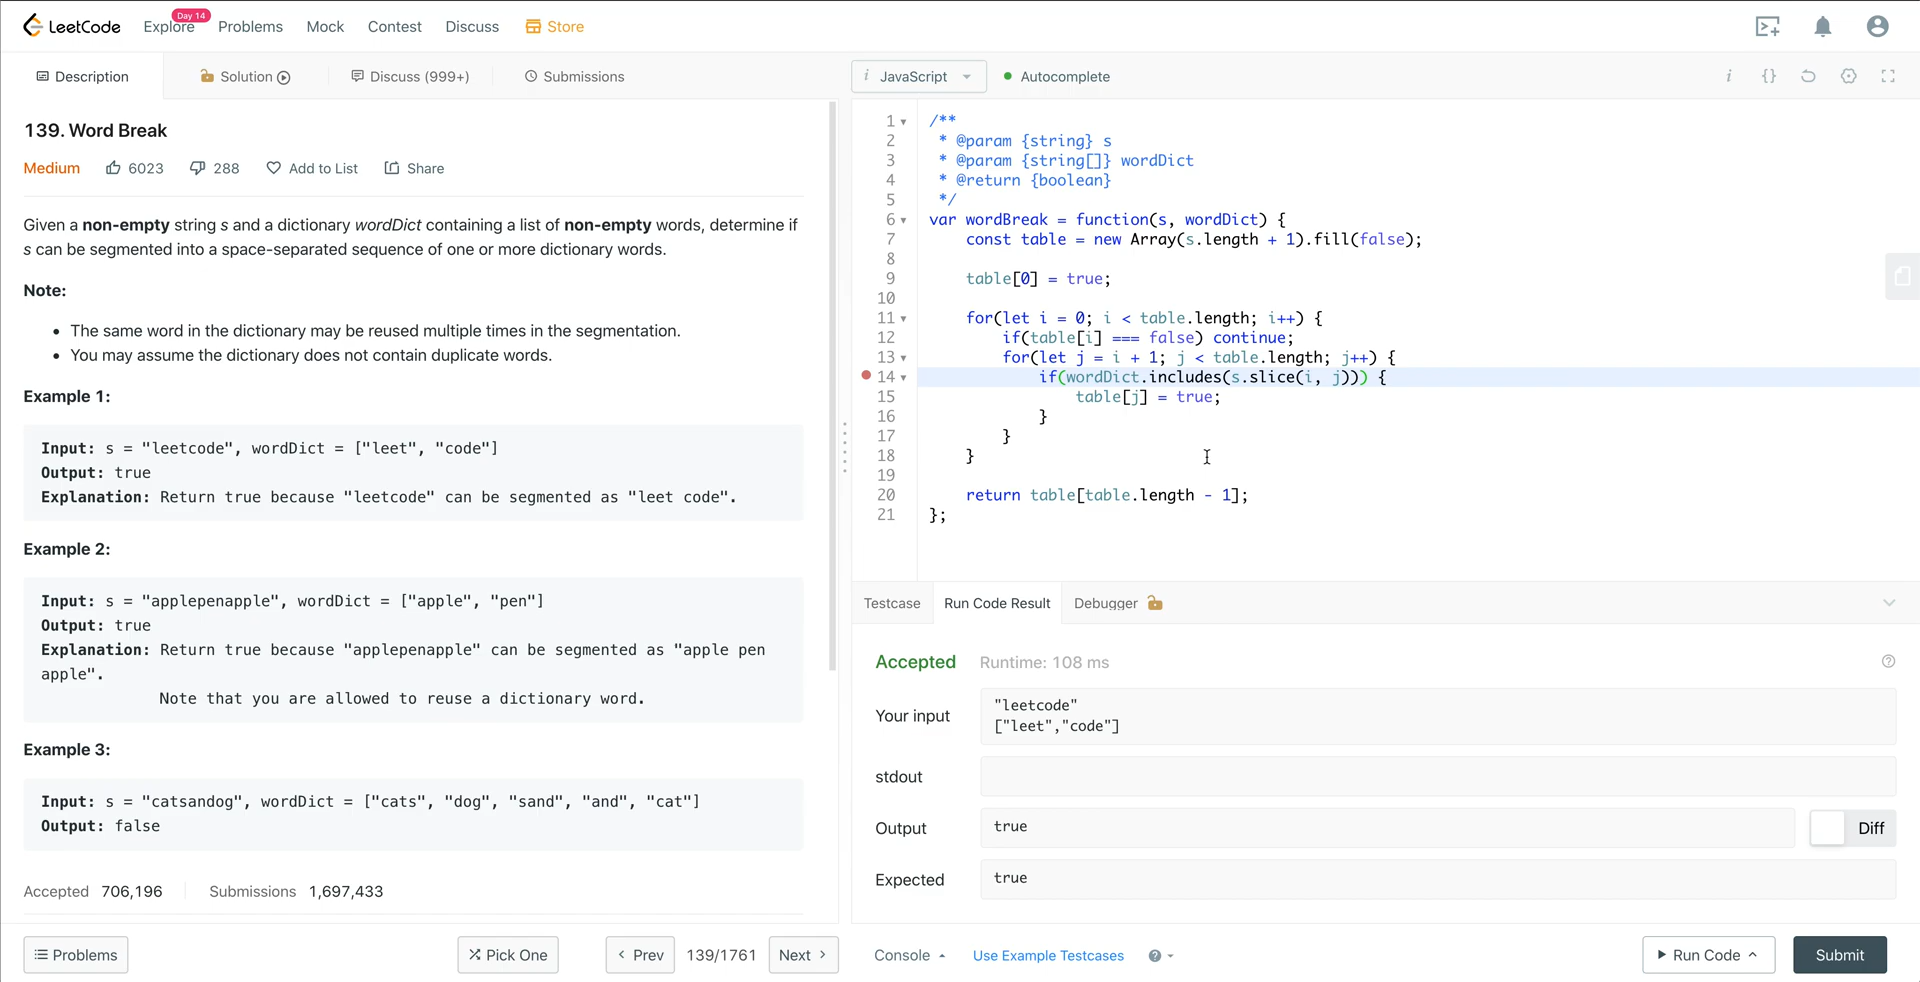 LeetCode
Explore
Day 14
Problems
Mock
Contest
Discuss
Store
Description
Solution
Discuss (999+)
Submissions
139. Word Break
Medium
6023
288
Add to List
Share
Given a non-empty string s and a dictionary wordDict containing a list of non-empty words, determine if
s can be segmented into a space-separated sequence of one or more dictionary words.
Note:
• The same word in the dictionary may be reused multiple times in the segmentation.
• You may assume the dictionary does not contain duplicate words.
Example 1:
Input: s = "leetcode", wordDict = ["leet", "code"]
Output: true
Explanation: Return true because "leetcode" can be segmented as "leet code".
Example 2:
Input: s = "applepenapple", wordDict = ["apple", "pen"]
Output: true
Explanation: Return true because "applepenapple" can be segmented as "apple pen
apple".
Note that you are allowed to reuse a dictionary word.
Example 3:
Input: s = "catsandog", wordDict = ["cats", "dog", "sand", "and", "cat"]
Output: false
Accepted 706,196
Submissions 1,697,433
Problems
Pick One
Prev
139/1761
Next
i JavaScript
Autocomplete
i {}
1 /**
2  * @param {string} s
3  * @param {string[]} wordDict
4  * @return {boolean}
5  */
6 var wordBreak = function(s, wordDict) {
7     const table = new Array(s.length + 1).fill(false);
8
9     table[0] = true;
10
11     for(let i = 0; i < table.length; i++) {
12         if(table[i] === false) continue;
13         for(let j = i + 1; j < table.length; j++) {
14             if(wordDict.includes(s.slice(i, j))) {
15                 table[j] = true;
16             }
17         }
18     }
19
20     return table[table.length - 1];
21 };
Testcase
Run Code Result
Debugger
Accepted
Runtime: 108 ms
Your input
"leetcode"
["leet","code"]
stdout
Output
true
Diff
Expected
true
Console
Use Example Testcases
Run Code
Submit